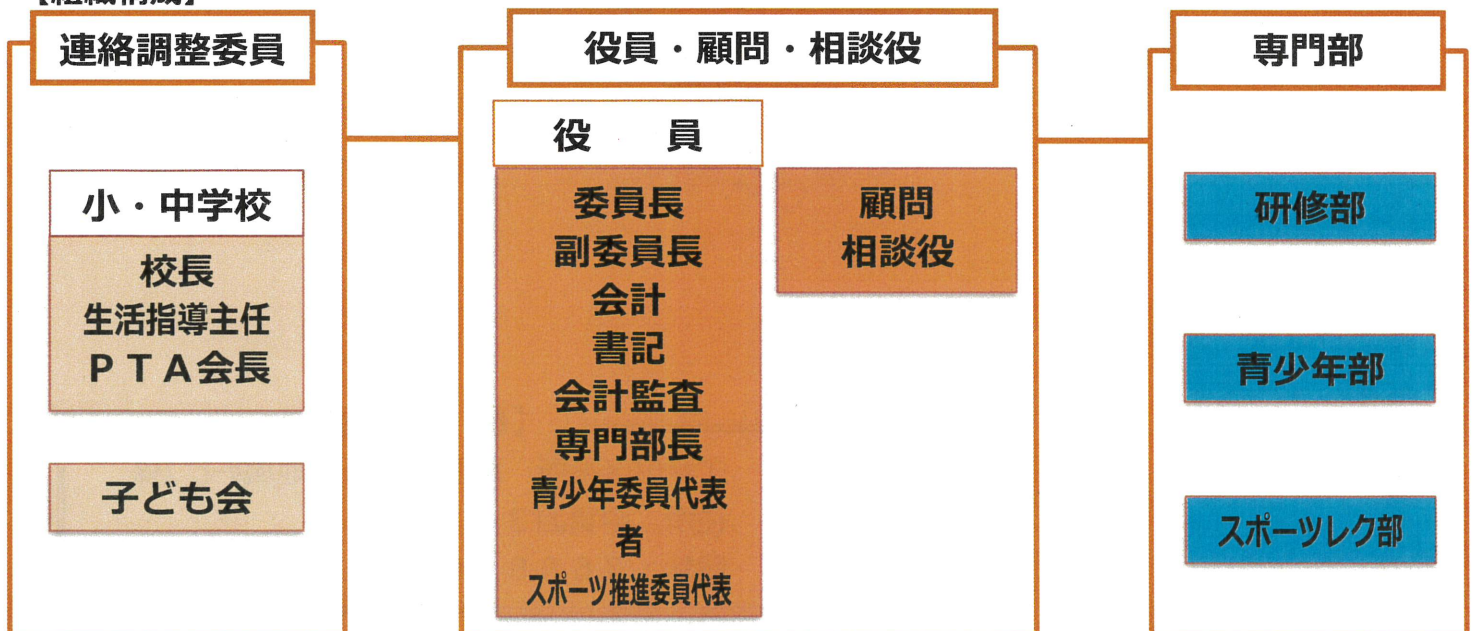 【組織構成】
連絡調整委員
小・中学校
校長
生活指導主任
ＰＴＡ会長
子ども会
役員・顧問・相談役
役　員
委員長
副委員長
会計
書記
会計監査
専門部長
青少年委員代表
者
スポーツ推進委員代表
顧問
相談役
専門部
研修部
青少年部
スポーツレク部